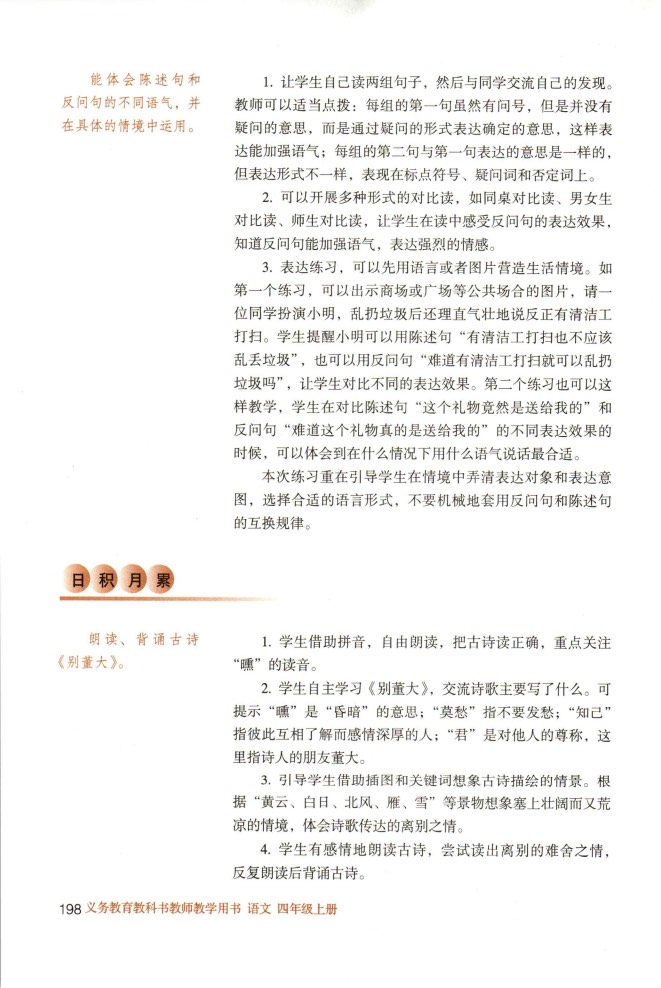 能体会陈述句和
反问句的不同语气，并
在具体的情境中运用。
1. 让学生自己读两组句子，然后与同学交流自己的发现。
教师可以适当点拨：每组的第一句虽然有问号，但是并没有
疑问的意思，而是通过疑问的形式表达确定的意思，这样表
达能加强语气；每组的第二句与第一句表达的意思是一样的，
但表达形式不一样，表现在标点符号、疑问词和否定词上。
2. 可以开展多种形式的对比读，如同桌对比读、男女生
对比读、师生对比读，让学生在读中感受反问句的表达效果，
知道反问句能加强语气，表达强烈的情感。
3. 表达练习，可以先用语言或者图片营造生活情境。如
第一个练习，可以出示商场或广场等公共场合的图片，请一
位同学扮演小明，乱扔垃圾后还理直气壮地说反正有清洁工
打扫。学生提醒小明可以用陈述句“有清洁工打扫也不应该
乱丢垃圾”，也可以用反问句“难道有清洁工打扫就可以乱扔
垃圾吗”，让学生对比不同的表达效果。第二个练习也可以这
样教学，学生在对比陈述句“这个礼物竟然是送给我的”和
反问句“难道这个礼物真的是送给我的”的不同表达效果的
时候，可以体会到在什么情况下用什么语气说话最合适。
本次练习重在引导学生在情境中弄清表达对象和表达意
图，选择合适的语言形式，不要机械地套用反问句和陈述句
的互换规律。
日积月累
朗读、背诵古诗
《别董大》。
1. 学生借助拼音，自由朗读，把古诗读正确，重点关注
“曛”的读音。
2. 学生自主学习《别董大》，交流诗歌主要写了什么。可
提示“曛”是“昏暗”的意思；“莫愁”指不要发愁；“知己”
指彼此互相了解而感情深厚的人；“君”是对他人的尊称，这
里指诗人的朋友董大。
3. 引导学生借助插图和关键词想象古诗描绘的情景。根
据“黄云、白日、北风、雁、雪”等景物想象塞上壮阔而又荒
凉的情境，体会诗歌传达的离别之情。
4. 学生有感情地朗读古诗，尝试读出离别的难舍之情，
反复朗读后背诵古诗。
198 义务教育教科书教师教学用书 语文 四年级上册